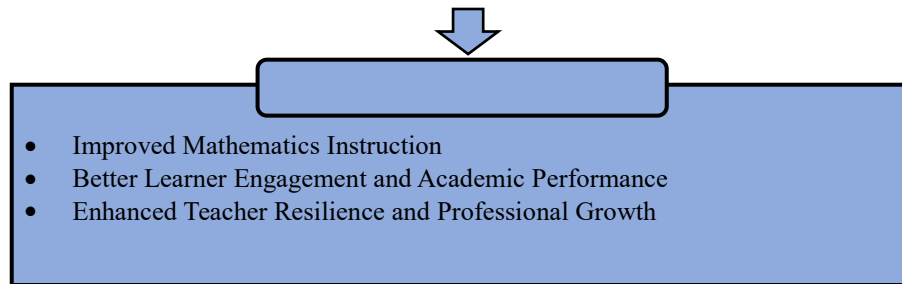 • Improved Mathematics Instruction
• Better Learner Engagement and Academic Performance
• Enhanced Teacher Resilience and Professional Growth